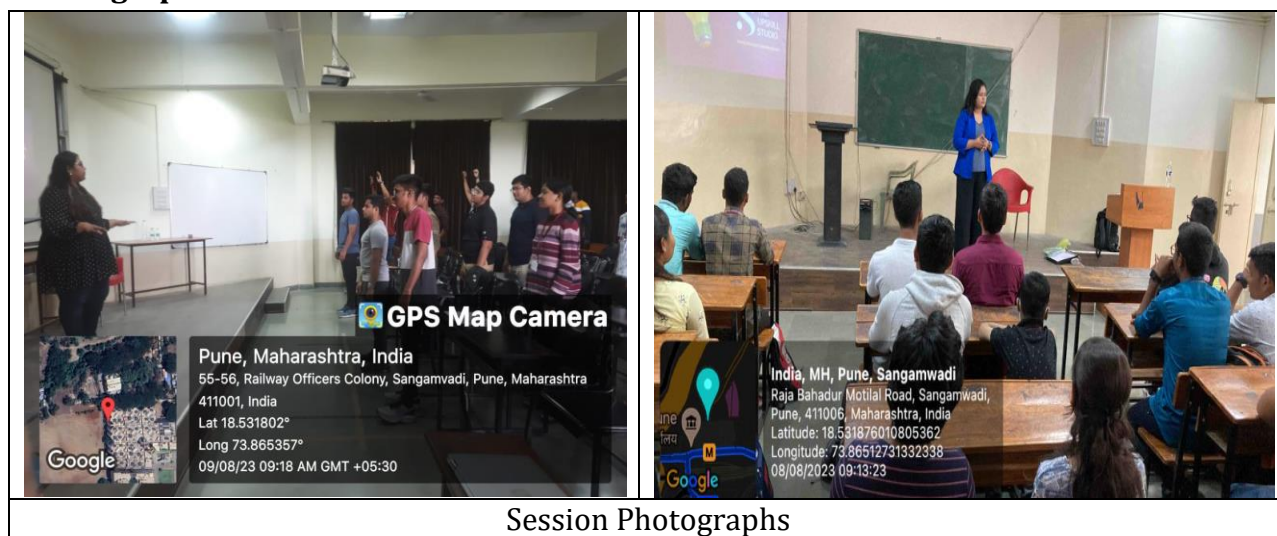 UPSKILL
STUDIO
GPS Map Camera
Pune, Maharashtra, India
55-56, Railway Officers Colony, Sangamvadi, Pune, Maharashtra
411001, India
Lat 18.531802°
Long 73.865357°
09/08/23 09:18 AM GMT +05:30
Google
India, MH, Pune, Sangamwadi
Raja Bahadur Motilal Road, Sangamwadi,
Pune, 411006, Maharashtra, India
Latitude: 18.531876010805362
Longitude: 73.86512731332338
08/08/2023 09:13:23
M
Google
Session Photographs